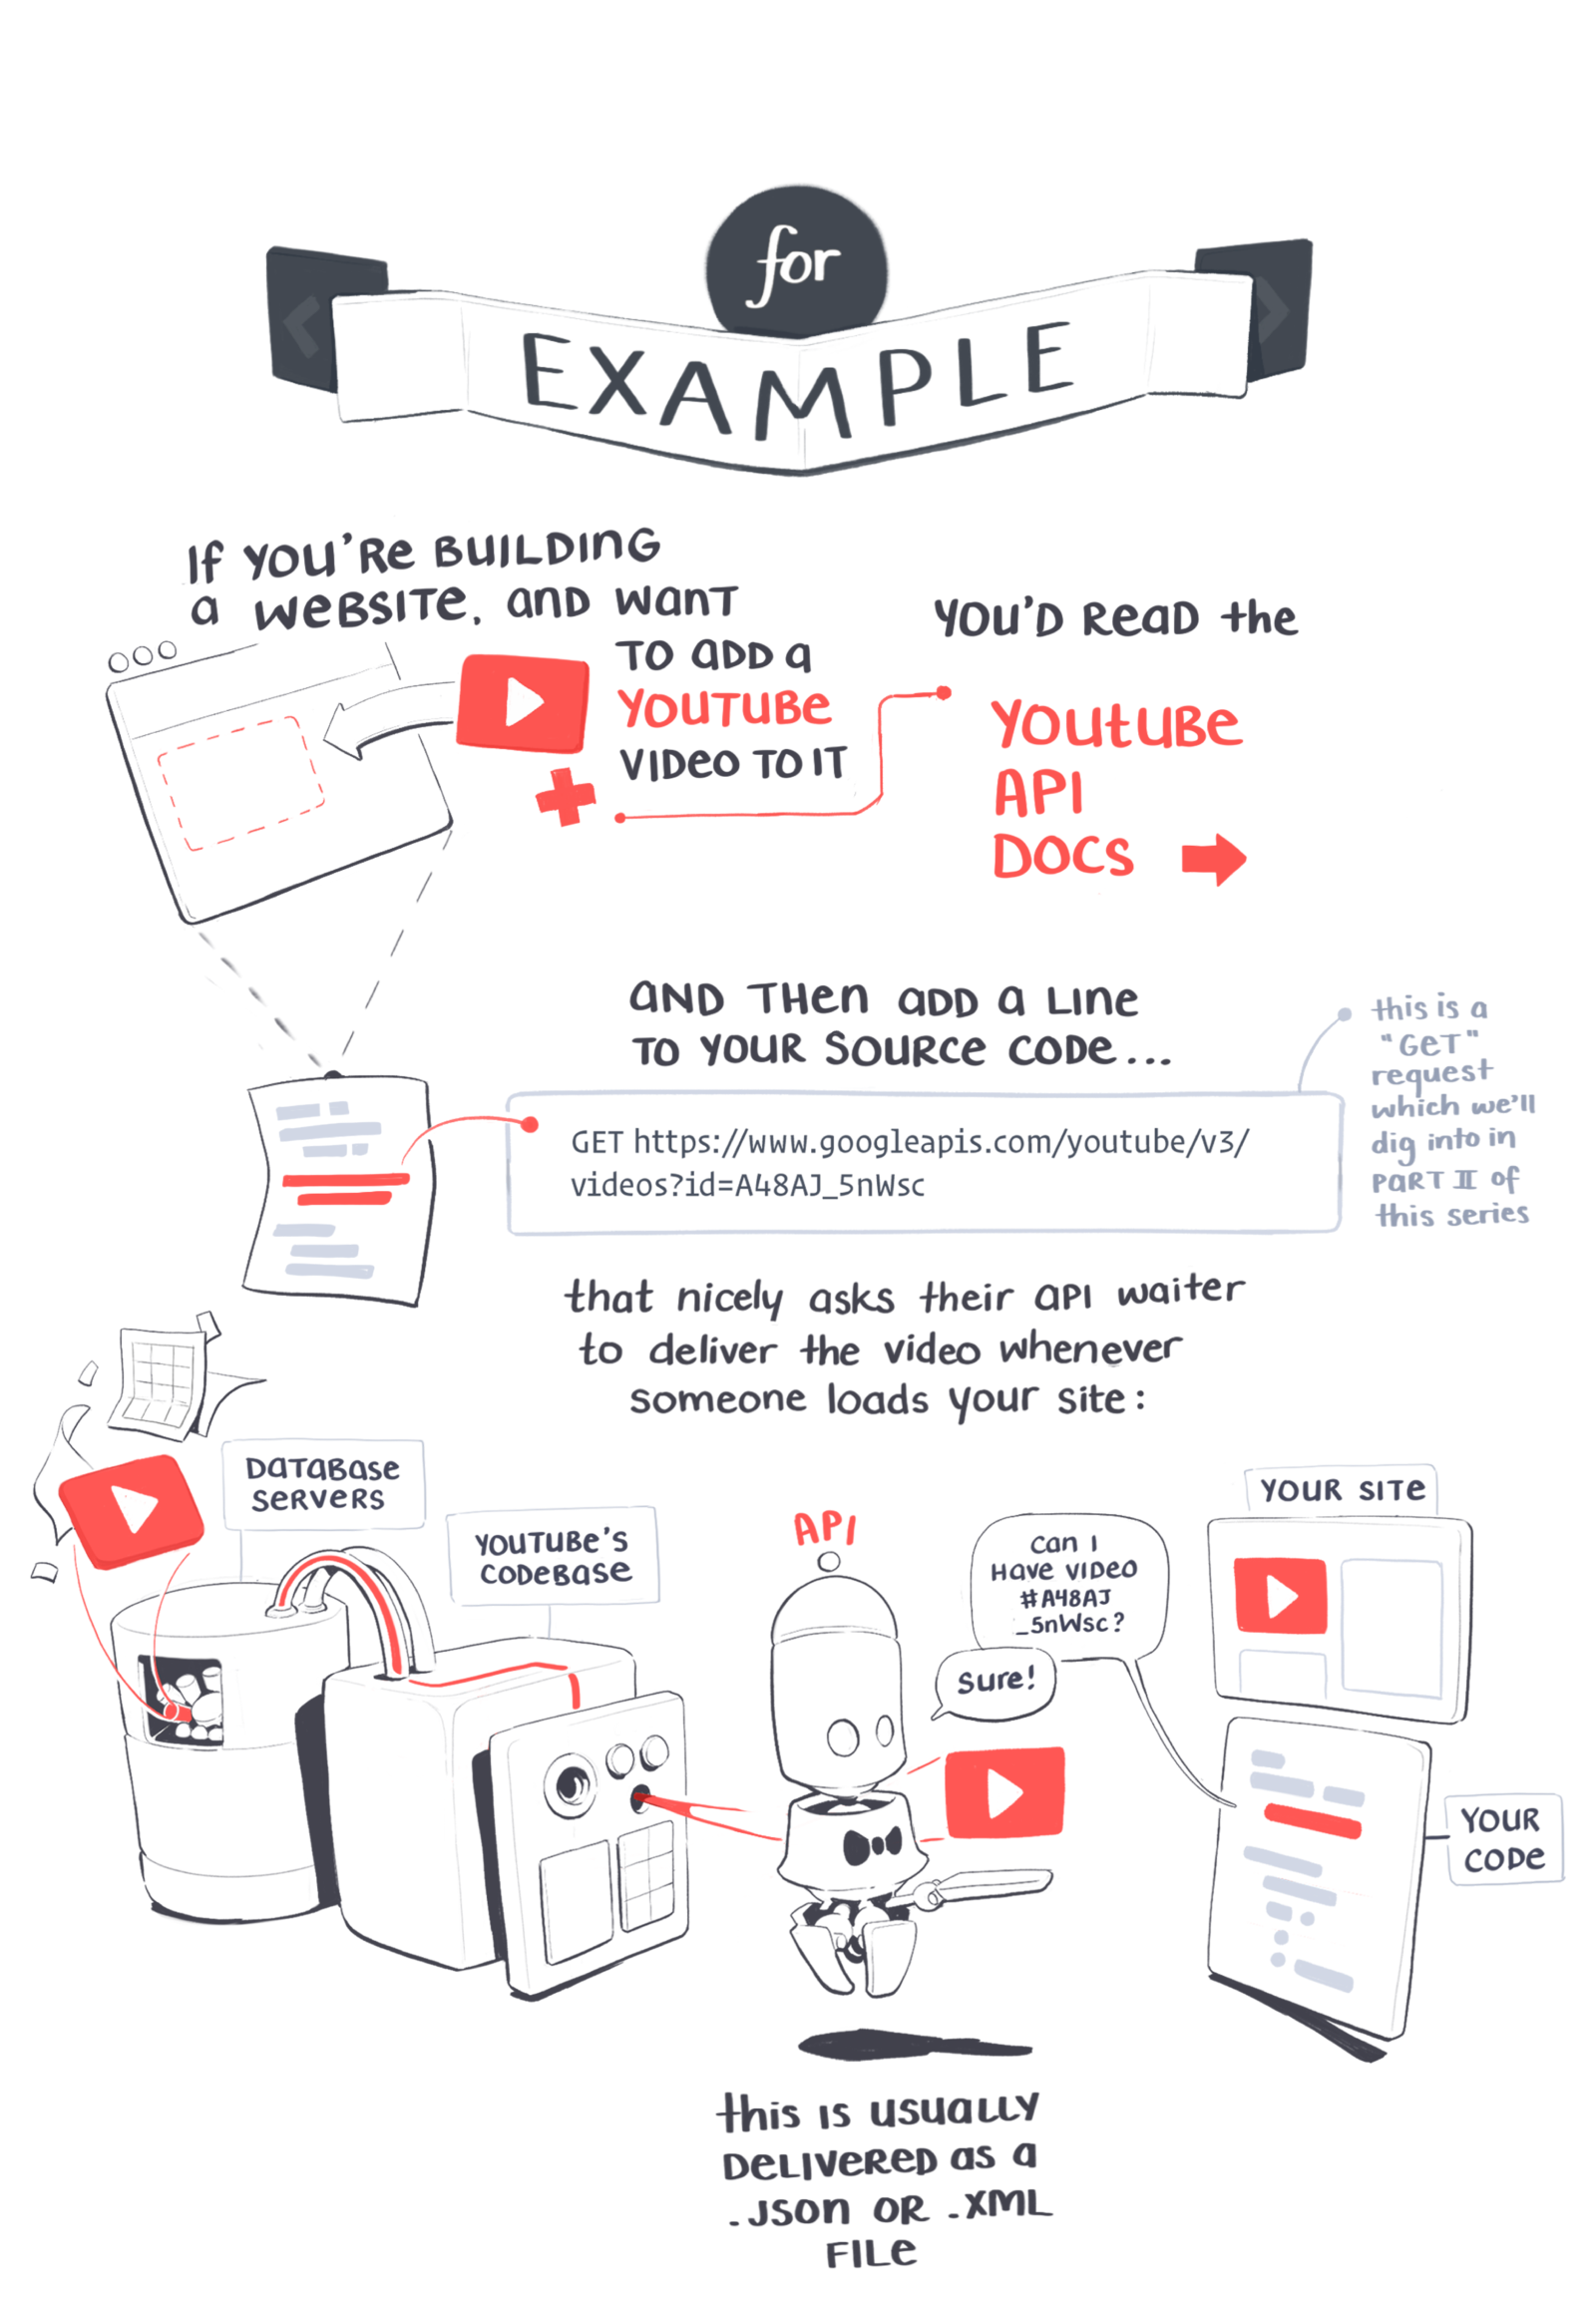 for
EXAMPLE
IF YOU'RE BUILDING
a WEBSITE, AND WANT
TO ADD a
YOUTUBE
VIDEO TO IT
YOU'D READ the
YOUTUBE
API
DOCS
AND THEN ADD a LINE
TO YOUR SOURCE CODE...
this is a
"GET"
request
which we'll
dig into in
PART II of
this series
GET https://www.googleapis.com/youtube/v3/
videos?id=A48AJ_5nWsc
that nicely asks their API waiter
to deliver the video whenever
someone loads your site:
DATABASE
SERVERS
YOUTUBE'S
CODEBASE
API
CAN I
HAVE VIDEO
#A48AJ
_5nWsc?
Sure!
YOUR SITE
YOUR
CODE
this IS USUALLY
DELIVERED AS a
.JSON OR .XML
FILE